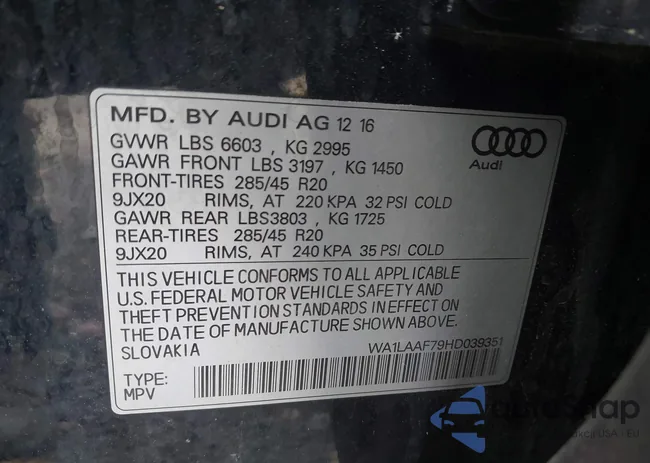 MFD. BY AUDI AG 12 16
GVWR LBS 6603 , KG 2995
GAWR FRONT LBS 3197 , KG 1450
FRONT-TIRES 285/45 R20
9JX20 RIMS, AT 220 KPA 32 PSI COLD
GAWR REAR LBS3803 , KG 1725
REAR-TIRES 285/45 R20
9JX20 RIMS, AT 240 KPA 35 PSI COLD
THIS VEHICLE CONFORMS TO ALL APPLICABLE
U.S. FEDERAL MOTOR VEHICLE SAFETY AND
THEFT PREVENTION STANDARDS IN EFFECT ON
THE DATE OF MANUFACTURE SHOWN ABOVE.
SLOVAKIA
WA1LAAF79HD039351
TYPE:
MPV
Audi
autoSnap
USA - EU